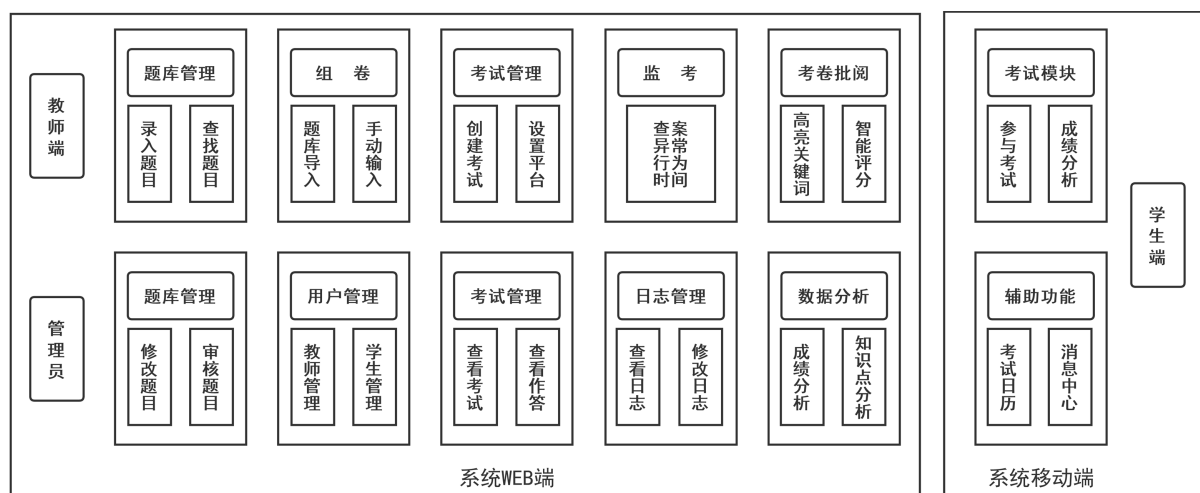 教师端
题库管理
录入题目
查找题目
组 卷
题库导入
手动输入
考试管理
创建考试
设置平台
监 考
查异行时
案常为间
考卷批阅
高亮关键词
智能评分
管理员
题库管理
修改题目
审核题目
用户管理
教师管理
学生管理
考试管理
查看考试
查看作答
日志管理
查看日志
修改日志
数据分析
成绩分析
知识点分析
系统WEB端
考试模块
参与考试
成绩分析
学生端
辅助功能
考试日历
消息中心
系统移动端